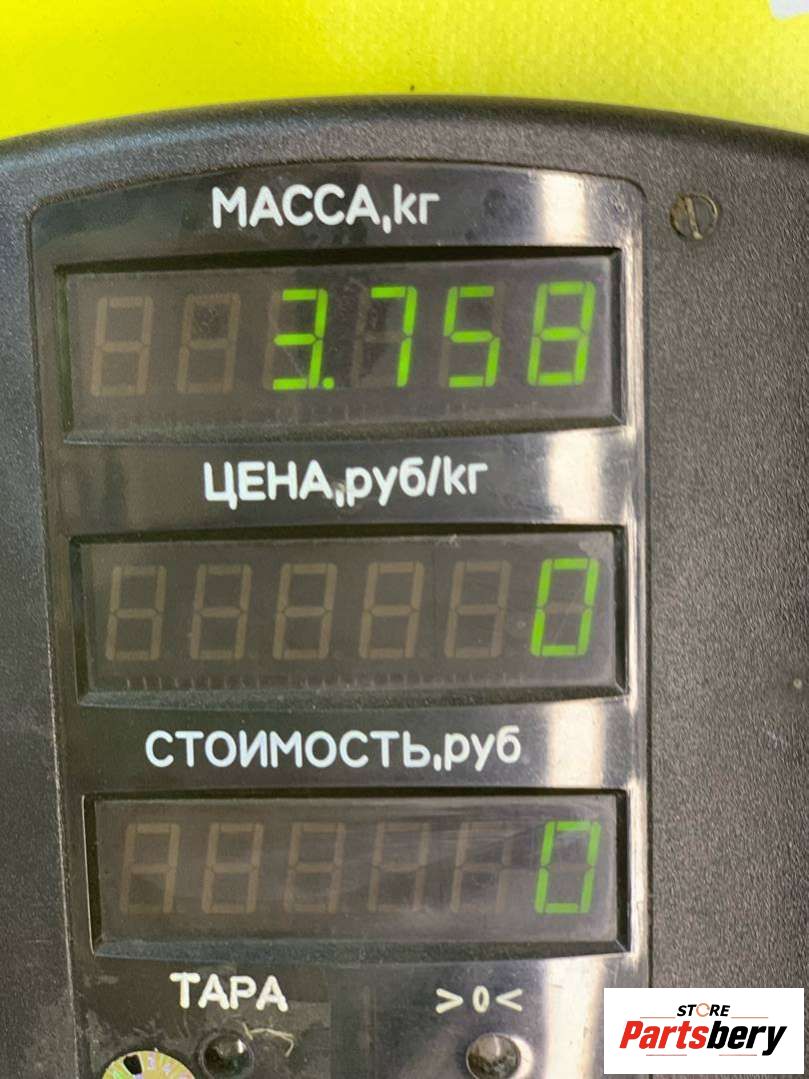 МАССА,кг
3.758
ЦЕНА,руб/кг
0
СТОИМОСТЬ,руб
0
ТАРА >0<
STORE
Partsbery